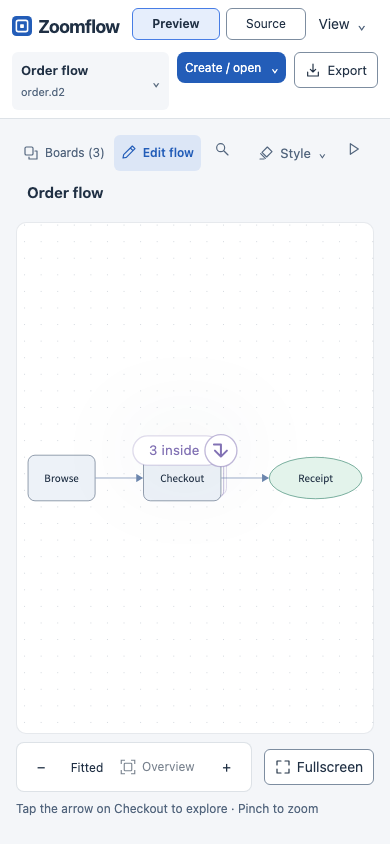 Zoomflow
Preview
Source
View
Order flow
order.d2
Create / open
Export
Boards (3)
Edit flow
Style
Order flow
3 inside
Browse
Checkout
Receipt
− Fitted Overview +
Fullscreen
Tap the arrow on Checkout to explore · Pinch to zoom